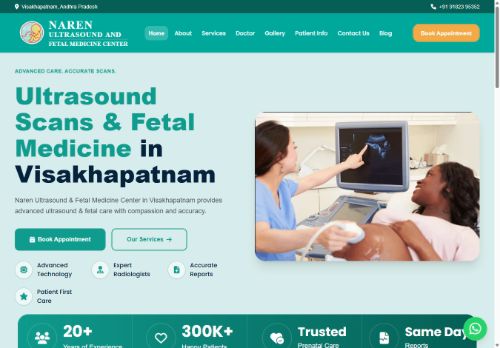 Visakhapatnam, Andhra Pradesh
NAREN
ULTRASOUND AND
FETAL MEDICINE CENTER
Home About Services Doctor Gallery Patient Info Contact Us Blog
Book Appointment
ADVANCED CARE. ACCURATE SCANS.
Ultrasound
Scans & Fetal
Medicine in
Visakhapatnam
Naren Ultrasound & Fetal Medicine Center in Visakhapatnam provides
advanced ultrasound & fetal care with compassion and accuracy.
Book Appointment
Our Services →
Advanced
Technology
Expert
Radiologists
Accurate
Reports
Patient First
Care
20+
Years of Experience
300K+
Happy Patients
Trusted
Prenatal Care
Same Day
Reports